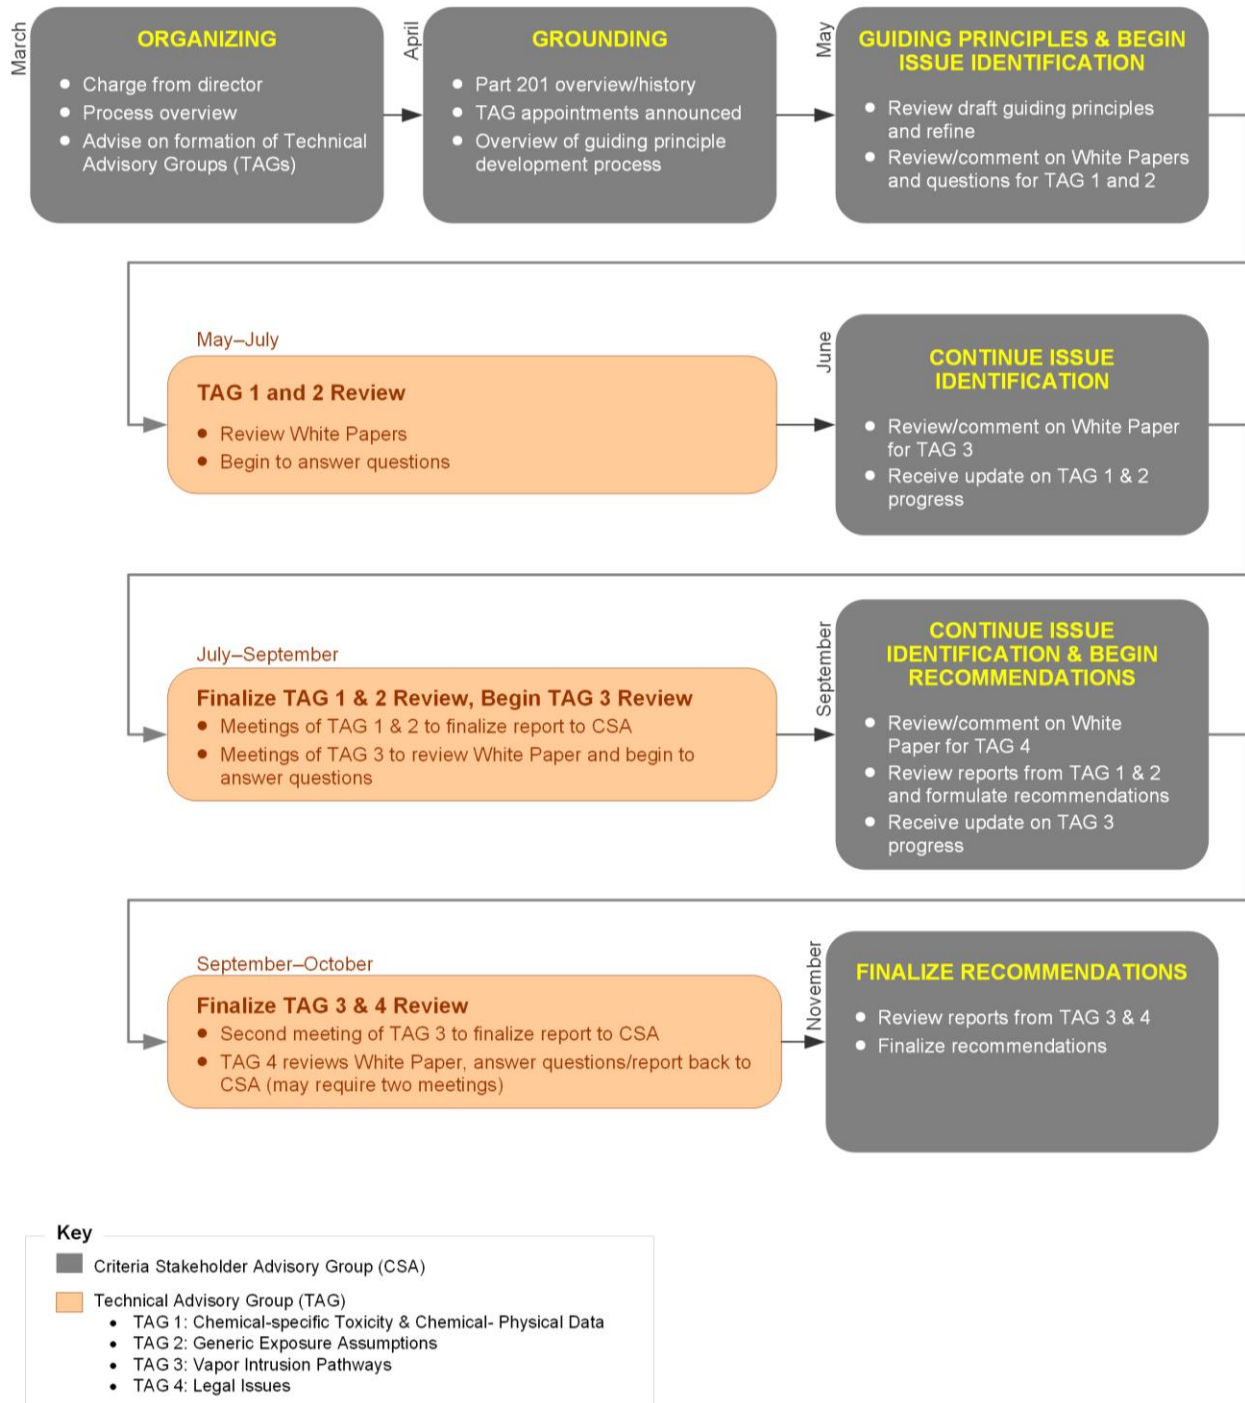 March
ORGANIZING
● Charge from director
● Process overview
● Advise on formation of Technical
Advisory Groups (TAGs)
April
GROUNDING
● Part 201 overview/history
● TAG appointments announced
● Overview of guiding principle
development process
May
GUIDING PRINCIPLES & BEGIN
ISSUE IDENTIFICATION
● Review draft guiding principles
and refine
● Review/comment on White Papers
and questions for TAG 1 and 2
May–July
TAG 1 and 2 Review
● Review White Papers
● Begin to answer questions
June
CONTINUE ISSUE
IDENTIFICATION
● Review/comment on White Paper
for TAG 3
● Receive update on TAG 1 & 2
progress
July–September
Finalize TAG 1 & 2 Review, Begin TAG 3 Review
● Meetings of TAG 1 & 2 to finalize report to CSA
● Meetings of TAG 3 to review White Paper and begin to
answer questions
September
CONTINUE ISSUE
IDENTIFICATION & BEGIN
RECOMMENDATIONS
● Review/comment on White
Paper for TAG 4
● Review reports from TAG 1 & 2
and formulate recommendations
● Receive update on TAG 3
progress
September–October
Finalize TAG 3 & 4 Review
● Second meeting of TAG 3 to finalize report to CSA
● TAG 4 reviews White Paper, answer questions/report back to
CSA (may require two meetings)
November
FINALIZE RECOMMENDATIONS
● Review reports from TAG 3 & 4
● Finalize recommendations
Key
Criteria Stakeholder Advisory Group (CSA)
Technical Advisory Group (TAG)
● TAG 1: Chemical-specific Toxicity & Chemical- Physical Data
● TAG 2: Generic Exposure Assumptions
● TAG 3: Vapor Intrusion Pathways
● TAG 4: Legal Issues